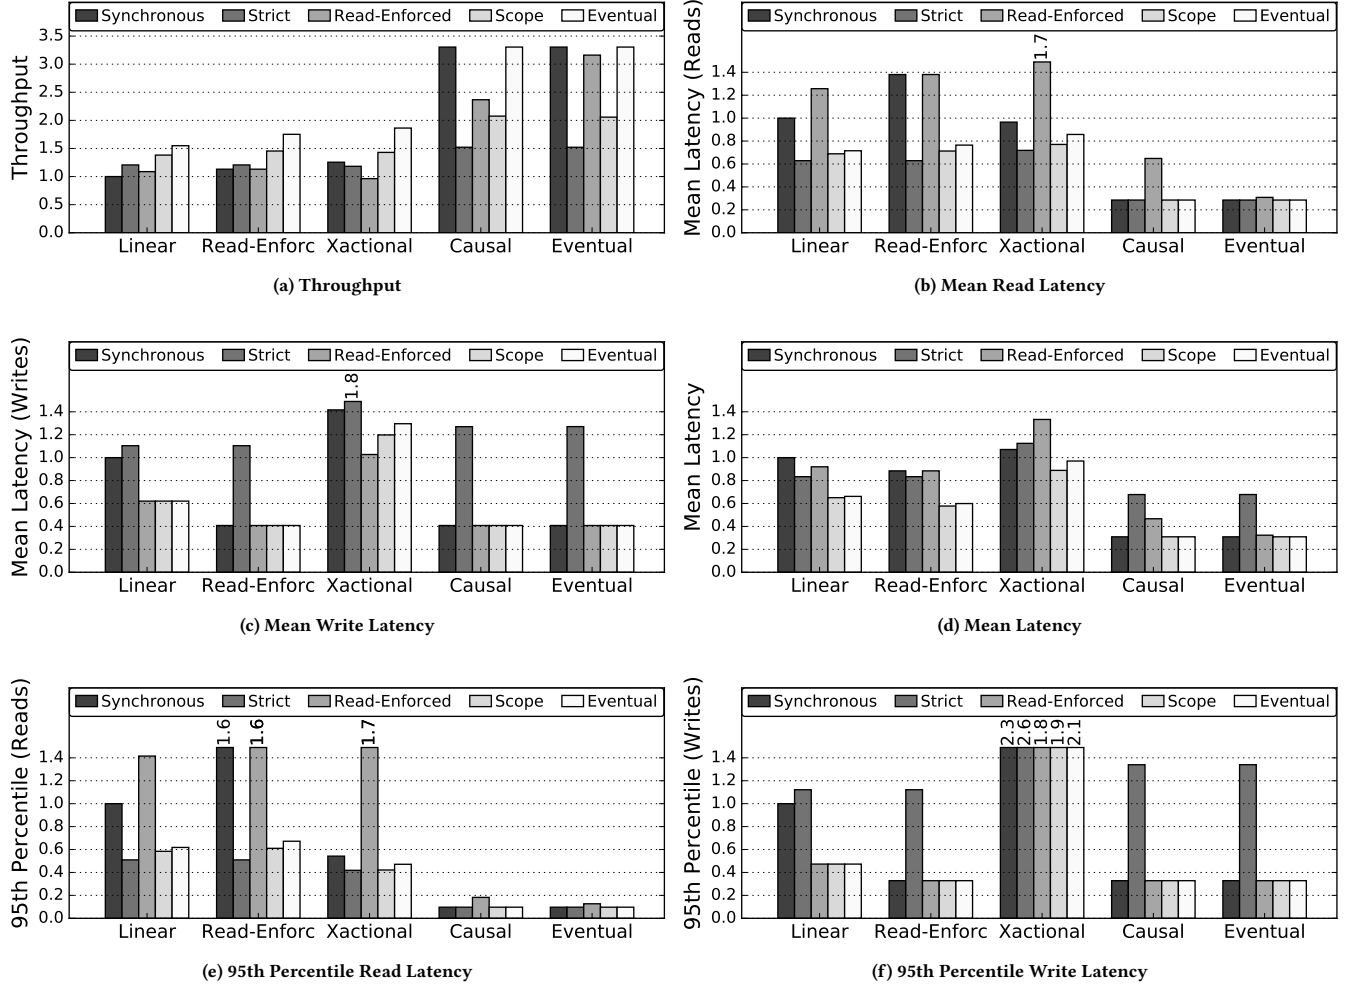 Synchronous Strict Read-Enforced Scope Eventual
Throughput
3.5
3.0
2.5
2.0
1.5
1.0
0.5
0.0
Linear Read-Enforc Xactional Causal Eventual
(a) Throughput
Synchronous Strict Read-Enforced Scope Eventual
Mean Latency (Reads)
1.7
1.4
1.2
1.0
0.8
0.6
0.4
0.2
0.0
Linear Read-Enforc Xactional Causal Eventual
(b) Mean Read Latency
Synchronous Strict Read-Enforced Scope Eventual
Mean Latency (Writes)
1.8
1.4
1.2
1.0
0.8
0.6
0.4
0.2
0.0
Linear Read-Enforc Xactional Causal Eventual
(c) Mean Write Latency
Synchronous Strict Read-Enforced Scope Eventual
Mean Latency
1.4
1.2
1.0
0.8
0.6
0.4
0.2
0.0
Linear Read-Enforc Xactional Causal Eventual
(d) Mean Latency
Synchronous Strict Read-Enforced Scope Eventual
95th Percentile (Reads)
1.6 1.6 1.7
1.4
1.2
1.0
0.8
0.6
0.4
0.2
0.0
Linear Read-Enforc Xactional Causal Eventual
(e) 95th Percentile Read Latency
Synchronous Strict Read-Enforced Scope Eventual
95th Percentile (Writes)
2.3 2.6 1.8 1.9 2.1
1.4
1.2
1.0
0.8
0.6
0.4
0.2
0.0
Linear Read-Enforc Xactional Causal Eventual
(f) 95th Percentile Write Latency